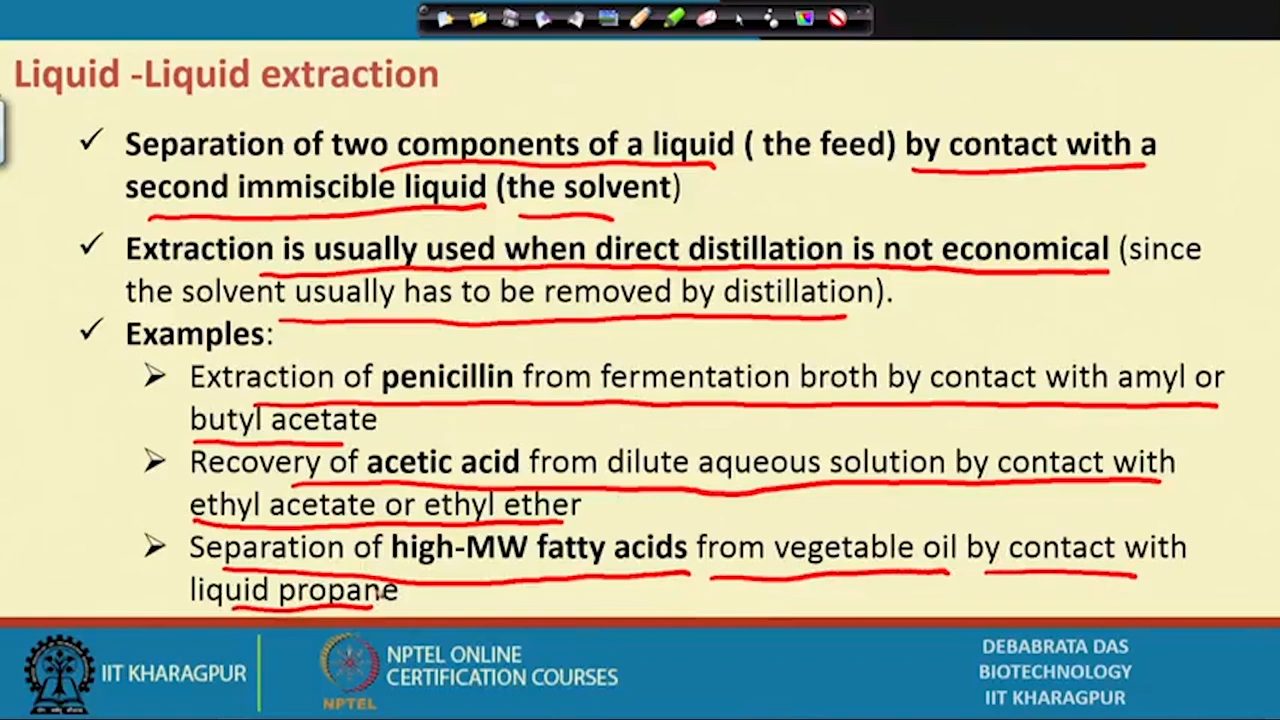 Liquid -Liquid extraction
✓ Separation of two components of a liquid ( the feed) by contact with a
second immiscible liquid (the solvent)
✓ Extraction is usually used when direct distillation is not economical (since
the solvent usually has to be removed by distillation).
✓ Examples:
➢ Extraction of penicillin from fermentation broth by contact with amyl or
butyl acetate
➢ Recovery of acetic acid from dilute aqueous solution by contact with
ethyl acetate or ethyl ether
➢ Separation of high-MW fatty acids from vegetable oil by contact with
liquid propane
IIT KHARAGPUR
NPTEL
NPTEL ONLINE
CERTIFICATION COURSES
DEBABRATA DAS
BIOTECHNOLOGY
IIT KHARAGPUR